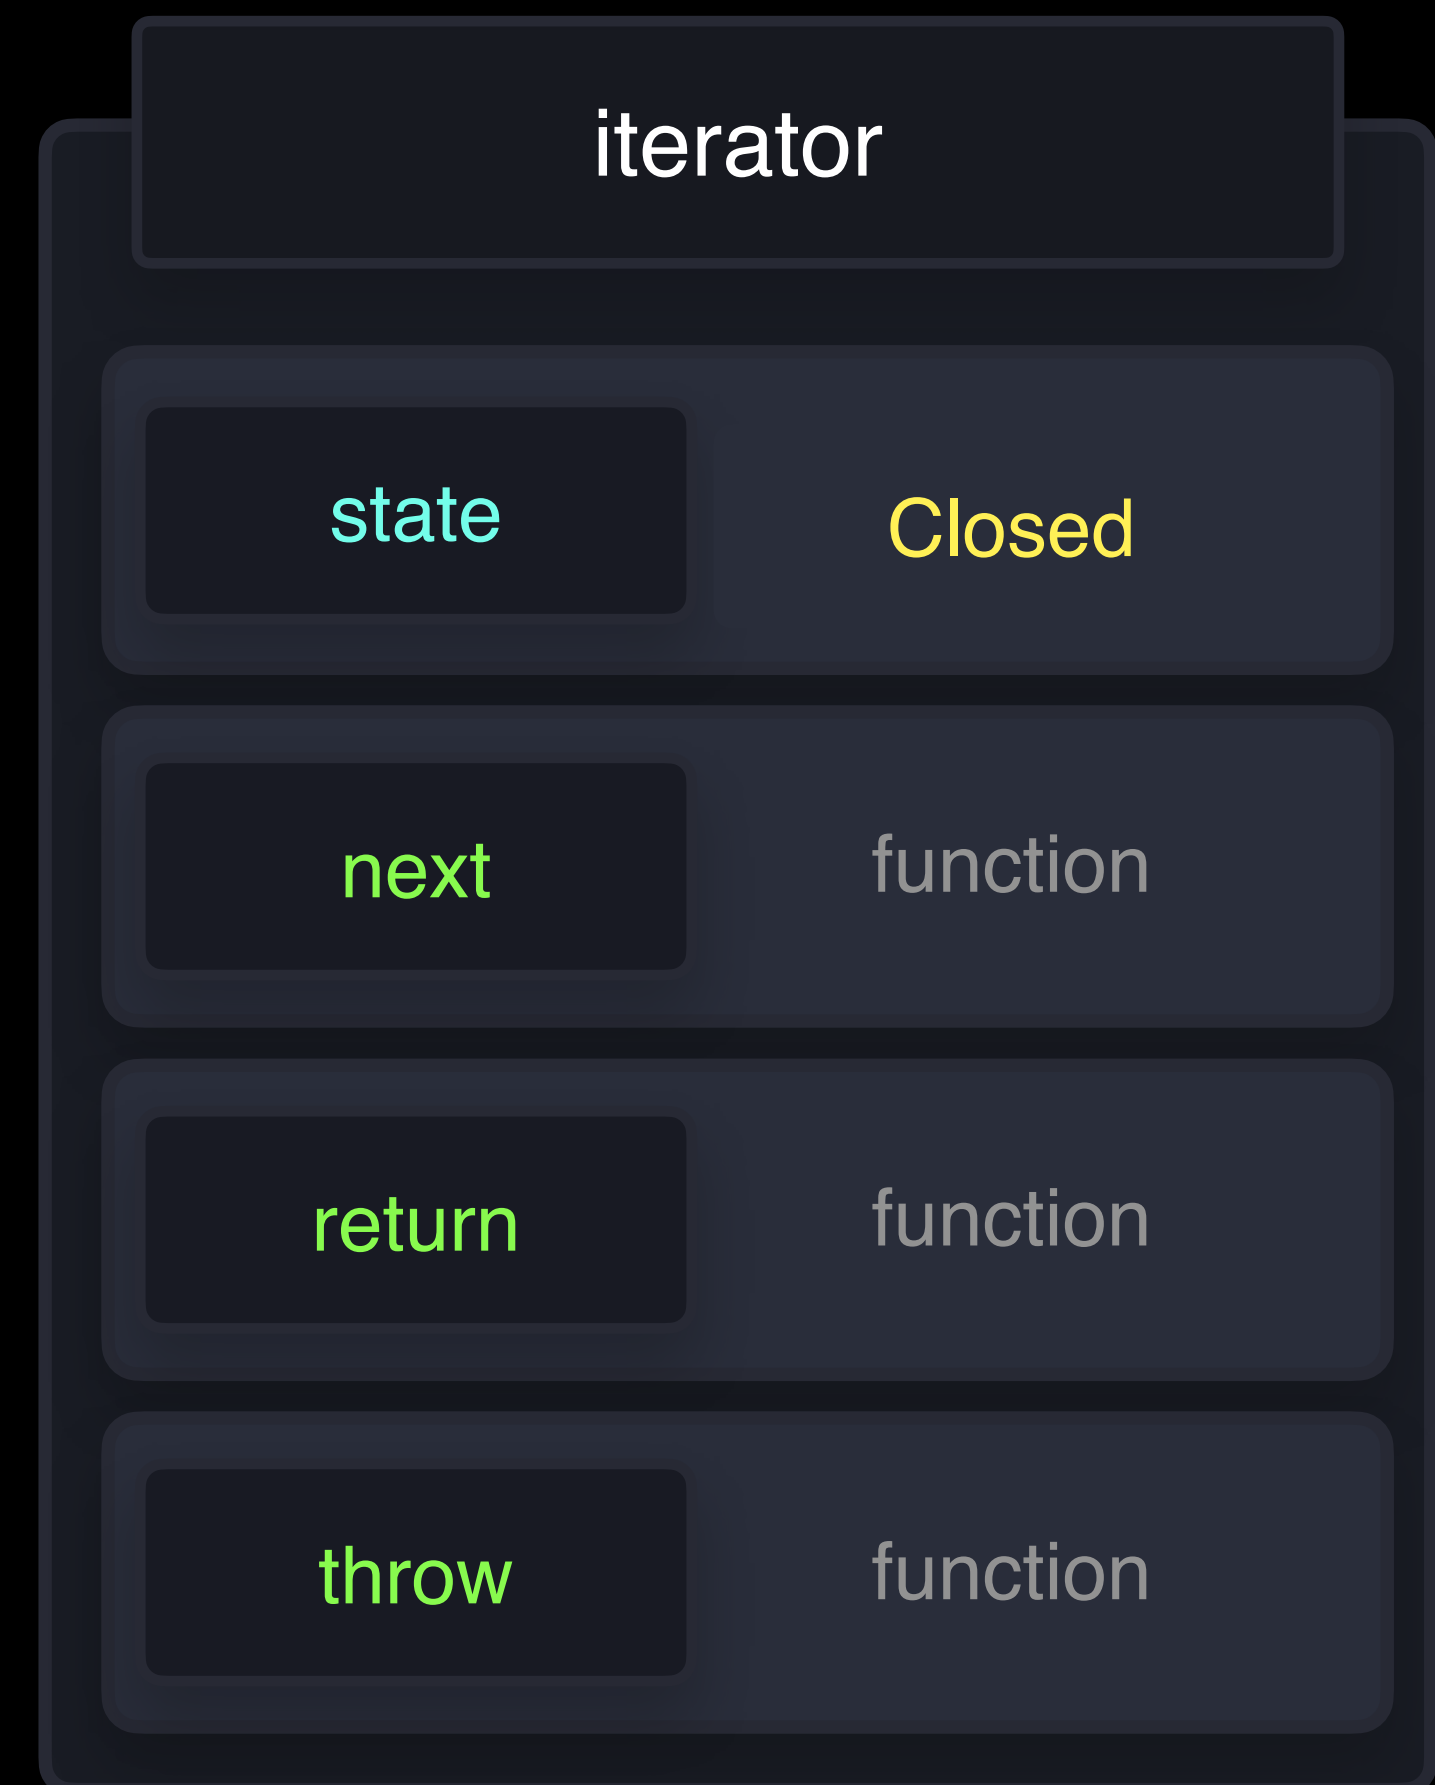 iterator
state Closed
next function
return function
throw function